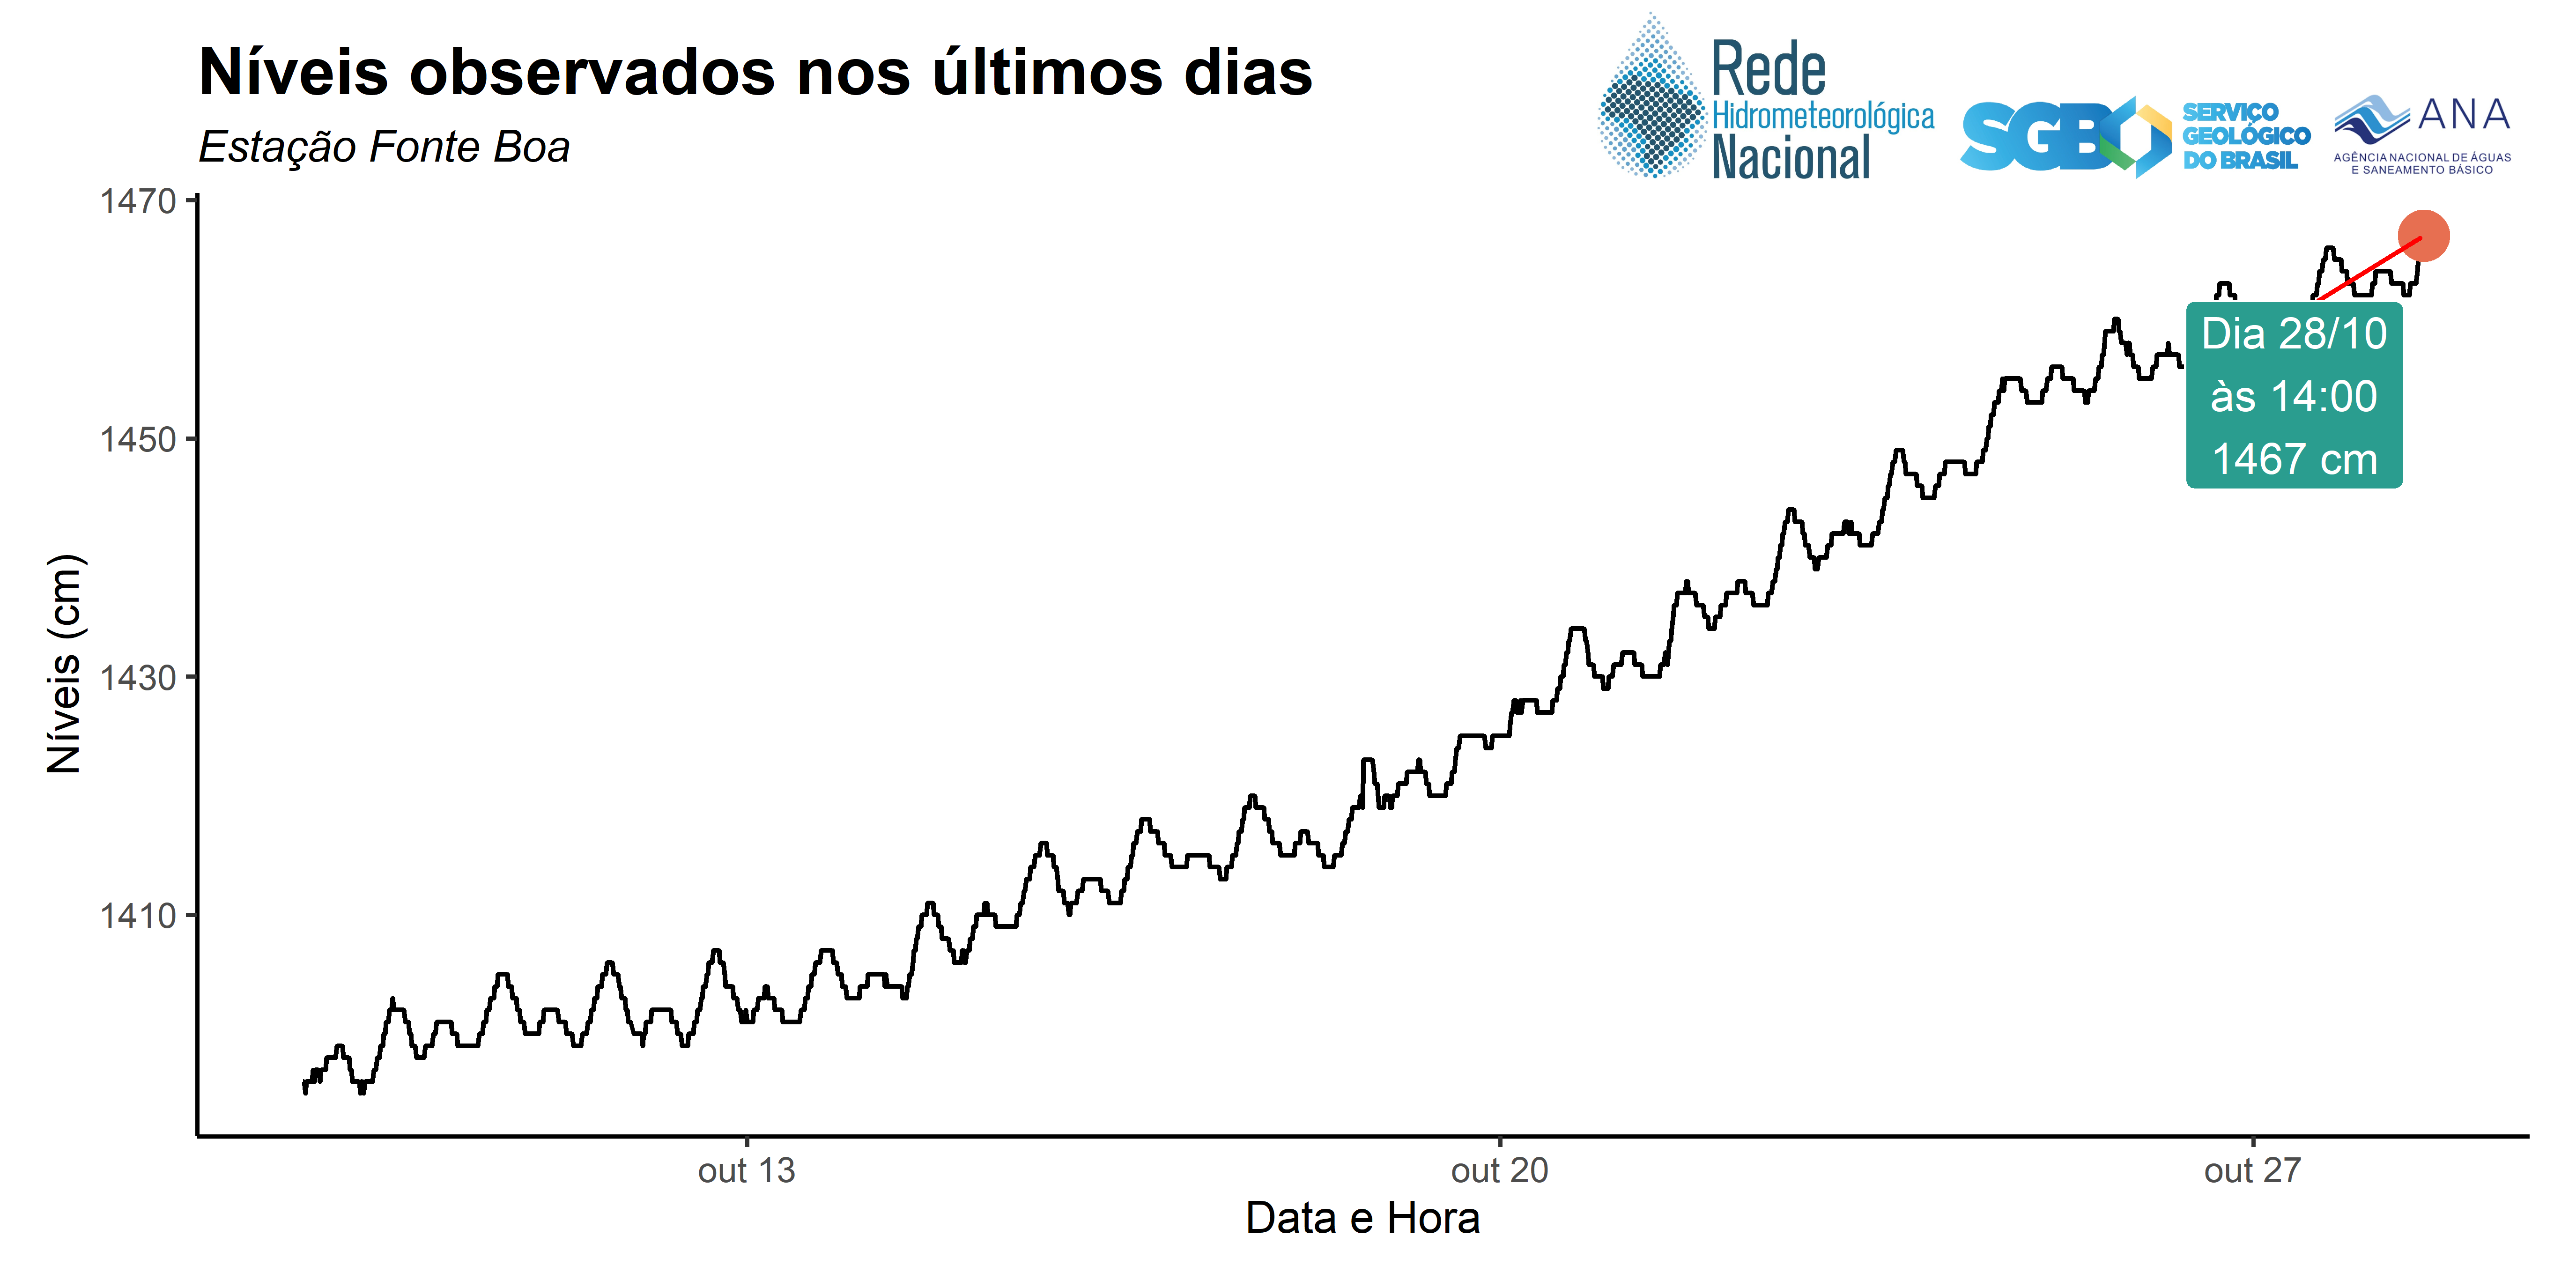 Níveis observados nos últimos dias
Estação Fonte Boa
Rede
Hidrometeorológica
Nacional
SGB
SERVIÇO
GEOLÓGICO
DO BRASIL
ANA
AGÊNCIA NACIONAL DE ÁGUAS
E SANEAMENTO BÁSICO
1470
1450
1430
1410
Níveis (cm)
Dia 28/10
às 14:00
1467 cm
out 13
out 20
out 27
Data e Hora